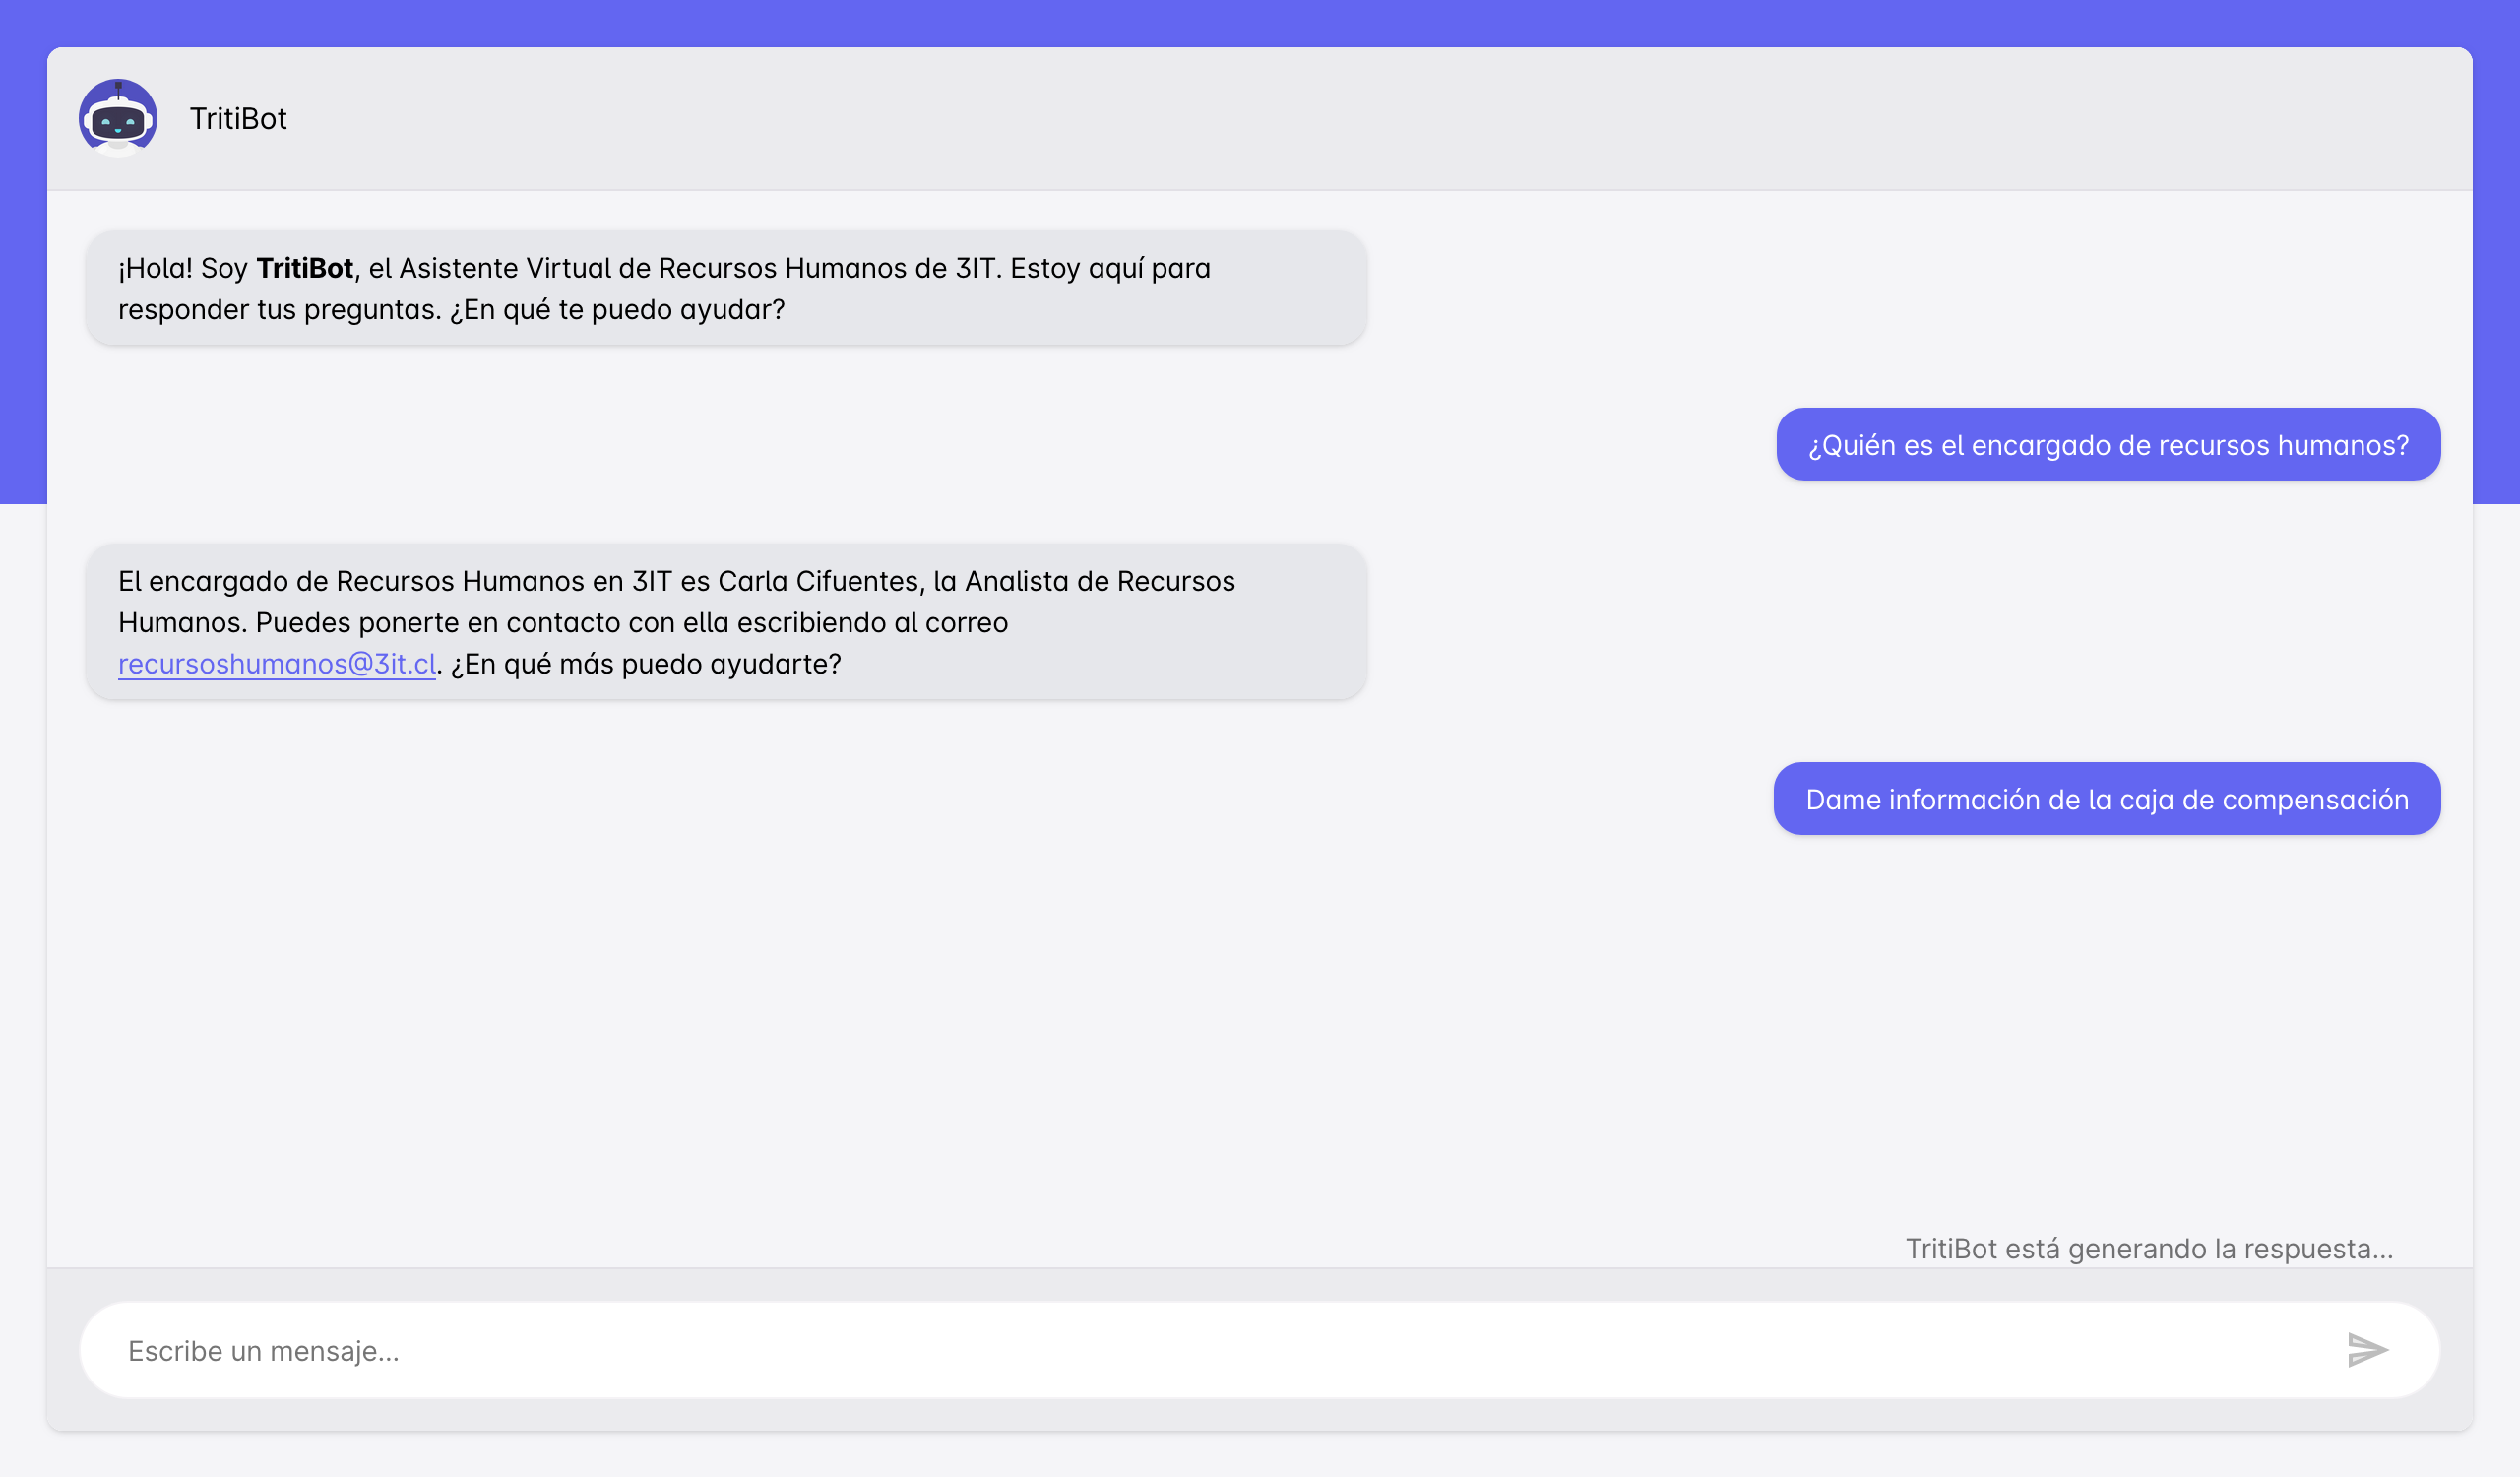 TritiBot
¡Hola! Soy TritiBot, el Asistente Virtual de Recursos Humanos de 3IT. Estoy aquí para
responder tus preguntas. ¿En qué te puedo ayudar?
¿Quién es el encargado de recursos humanos?
El encargado de Recursos Humanos en 3IT es Carla Cifuentes, la Analista de Recursos
Humanos. Puedes ponerte en contacto con ella escribiendo al correo
recursoshumanos@3it.cl. ¿En qué más puedo ayudarte?
Dame información de la caja de compensación
TritiBot está generando la respuesta...
Escribe un mensaje...